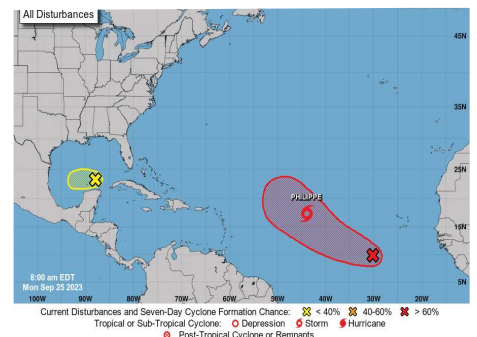 All Disturbances
45N
35N
25N
PHILIPPE
15N
8:00 am EDT
Mon Sep 25 2023
5N
100W 90W 80W 70W 60W 50W 40W 30W 20W
Current Disturbances and Seven-Day Cyclone Formation Chance: < 40% 40-60% > 60%
Tropical or Sub-Tropical Cyclone: Depression Storm Hurricane
Post-Tropical Cyclone or Remnants